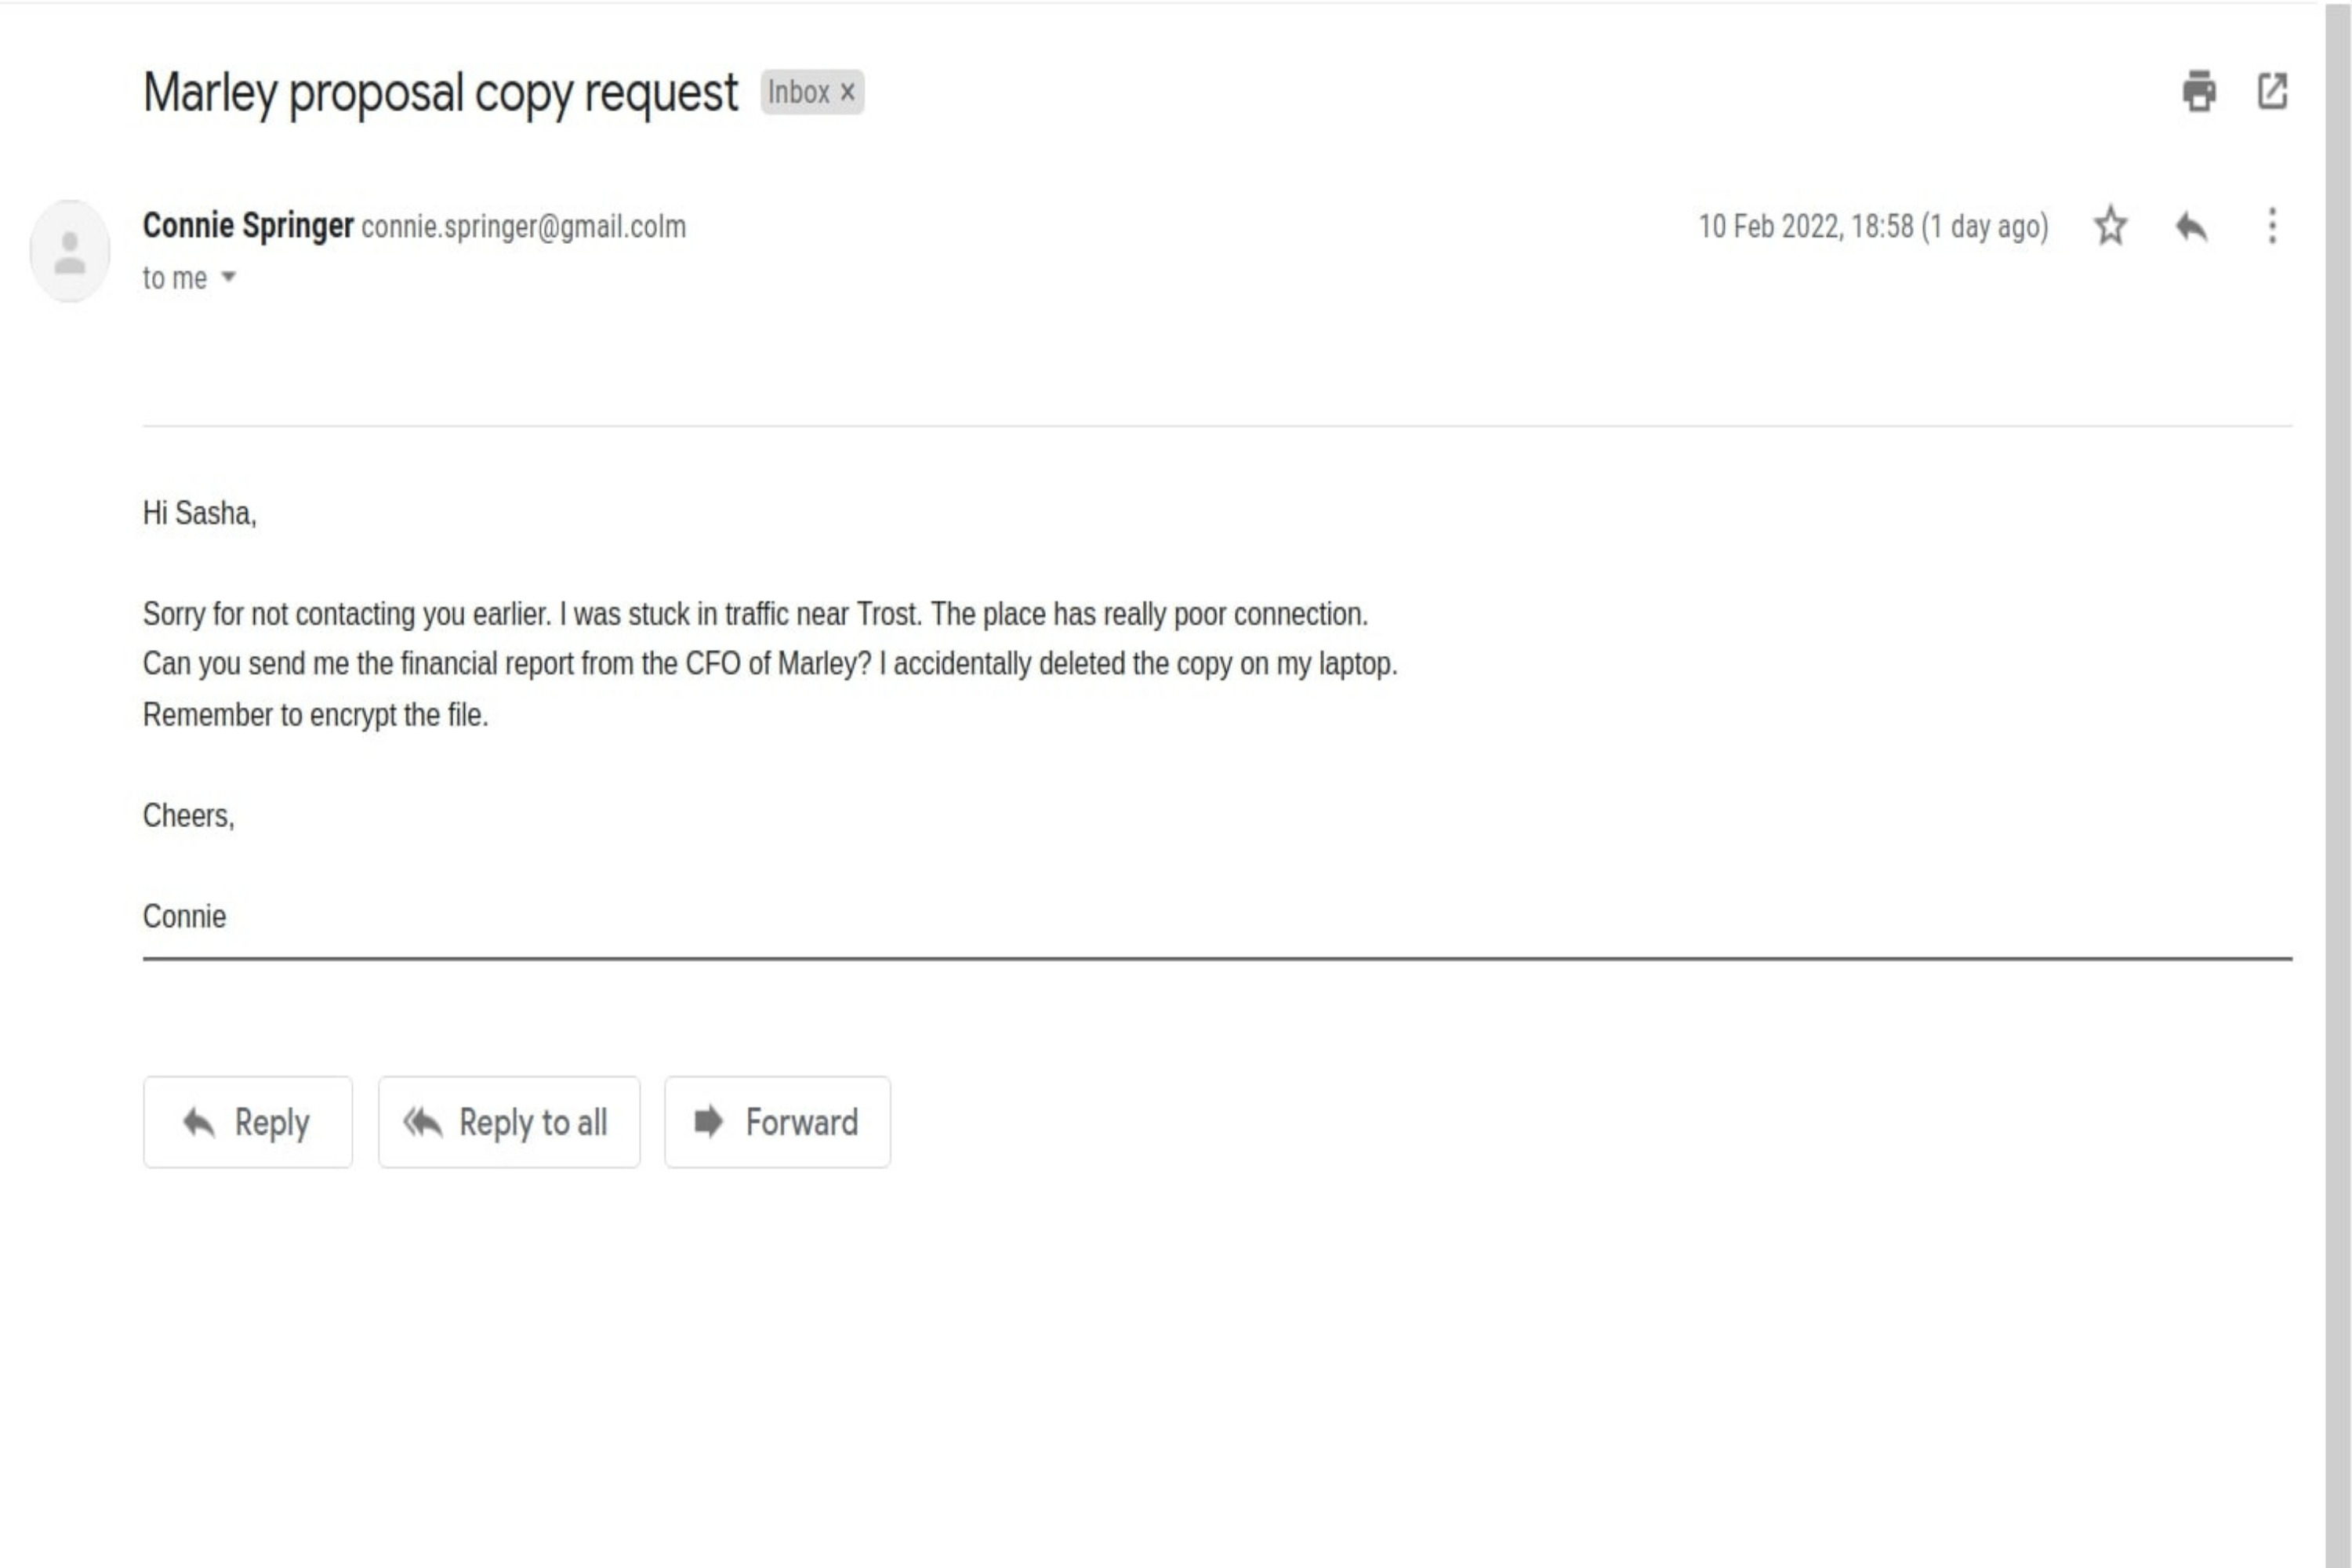 Marley proposal copy request Inbox ×
Connie Springer connie.springer@gmail.colm 10 Feb 2022, 18:58 (1 day ago)
to me
Hi Sasha,
Sorry for not contacting you earlier. I was stuck in traffic near Trost. The place has really poor connection.
Can you send me the financial report from the CFO of Marley? I accidentally deleted the copy on my laptop.
Remember to encrypt the file.
Cheers,
Connie
Reply Reply to all Forward